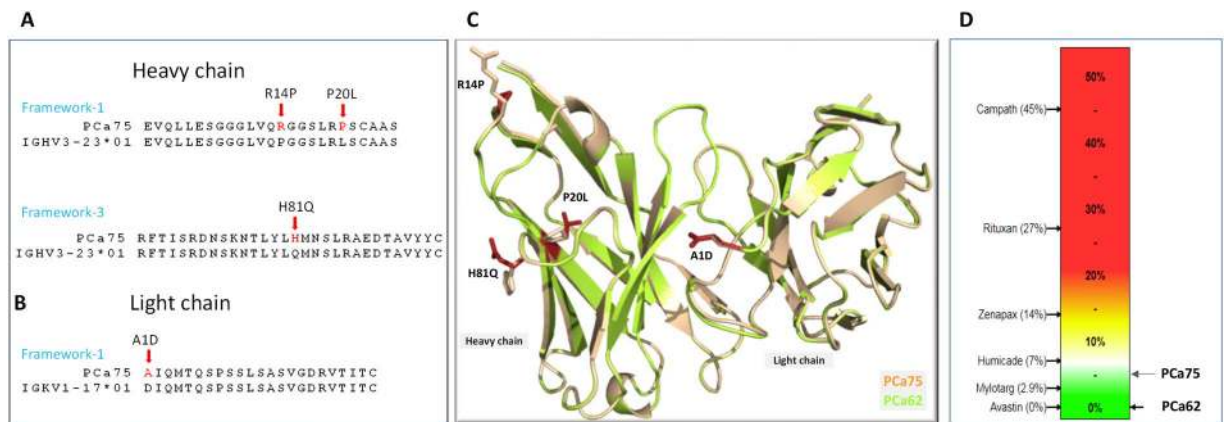 A
Heavy chain
R14P P20L
Framework-1
PCa75 EVQLLESGGGLVQRGGSLRPSCAAS
IGHV3-23*01 EVQLLESGGGLVQPGGSLRLSCAAS
H81Q
Framework-3
PCa75 RFTISRDNSKNTLYLHMNSLRAEDTAVYYC
IGHV3-23*01 RFTISRDNSKNTLYLQMNSLRAEDTAVYYC
B
Light chain
A1D
Framework-1
PCa75 AIQMTQSPSSLSASVGDRVTITC
IGKV1-17*01 DIQMTQSPSSLSASVGDRVTITC
C
R14P
P20L
H81Q
A1D
Heavy chain
Light chain
PCa75
PCa62
D
50%
Campath (45%)
-
40%
-
30%
Rituxan (27%)
-
20%
-
Zenapax (14%)
10%
Humicade (7%)
-
PCa75
Mylotarg (2.9%)
Avastin (0%)
0%
PCa62